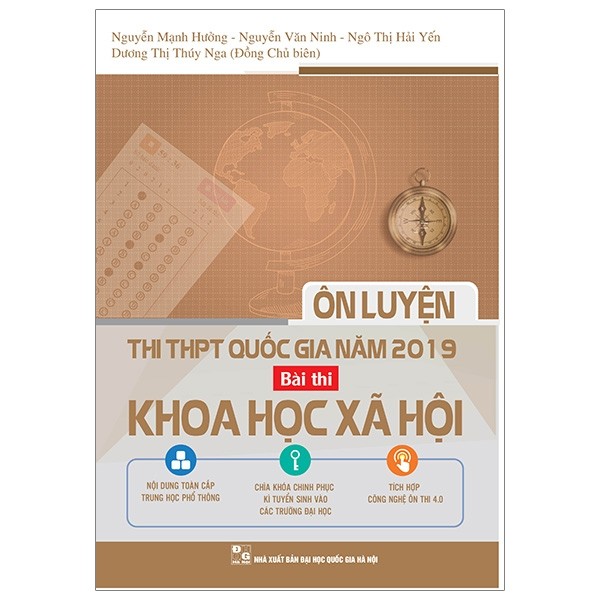 Nguyễn Mạnh Hưởng - Nguyễn Văn Ninh - Ngô Thị Hải Yến
Dương Thị Thúy Nga (Đồng Chủ biên)
ÔN LUYỆN
THI THPT QUỐC GIA NĂM 2019
Bài thi
KHOA HỌC XÃ HỘI
NỘI DUNG TOÀN CẤP
TRUNG HỌC PHỔ THÔNG
CHÌA KHÓA CHINH PHỤC
KÌ TUYỂN SINH VÀO
CÁC TRƯỜNG ĐẠI HỌC
TÍCH HỢP
CÔNG NGHỆ ÔN THI 4.0
NHÀ XUẤT BẢN ĐẠI HỌC QUỐC GIA HÀ NỘI